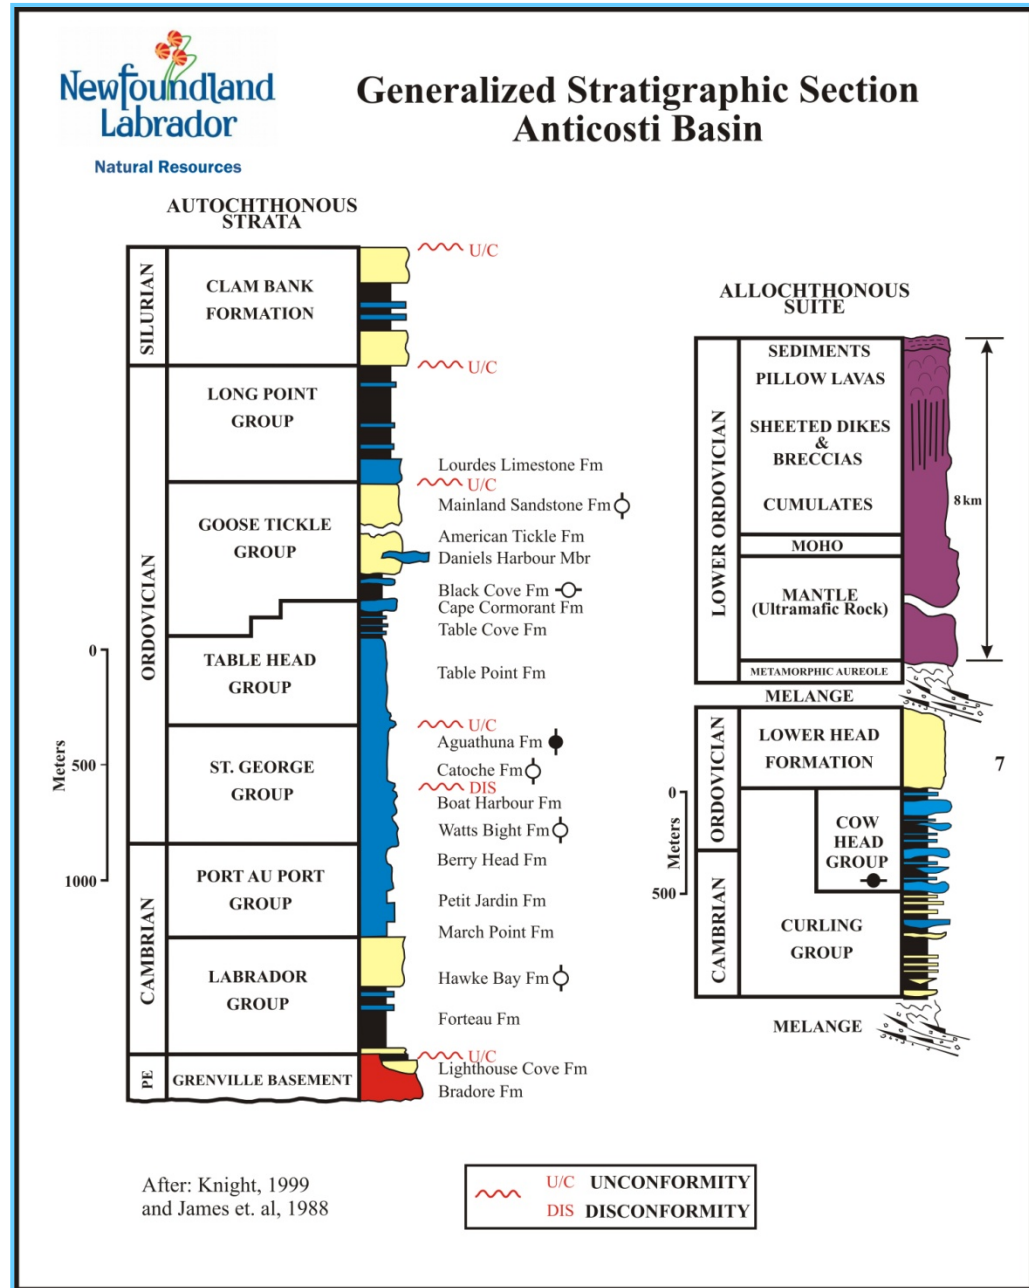 Newfoundland
Labrador
Natural Resources
Generalized Stratigraphic Section
Anticosti Basin
AUTOCHTHONOUS
STRATA
SILURIAN
CLAM BANK
FORMATION
U/C
U/C
ORDOVICIAN
LONG POINT
GROUP
Lourdes Limestone Fm
U/C
GOOSE TICKLE
GROUP
Mainland Sandstone Fm
American Tickle Fm
Daniels Harbour Mbr
Black Cove Fm
Cape Cormorant Fm
Table Cove Fm
TABLE HEAD
GROUP
Table Point Fm
U/C
ST. GEORGE
GROUP
Aguathuna Fm
Catoche Fm
DIS
Boat Harbour Fm
Watts Bight Fm
CAMBRIAN
PORT AU PORT
GROUP
Berry Head Fm
Petit Jardin Fm
March Point Fm
LABRADOR
GROUP
Hawke Bay Fm
Forteau Fm
U/C
Lighthouse Cove Fm
Bradore Fm
PE
GRENVILLE BASEMENT
Meters
0
500
1000
ALLOCHTHONOUS
SUITE
LOWER ORDOVICIAN
SEDIMENTS
PILLOW LAVAS
SHEETED DIKES
&
BRECCIAS
CUMULATES
8 km
MOHO
MANTLE
(Ultramafic Rock)
METAMORPHIC AUREOLE
MELANGE
ORDOVICIAN
LOWER HEAD
FORMATION
7
COW
HEAD
GROUP
CAMBRIAN
CURLING
GROUP
Meters
0
500
MELANGE
After: Knight, 1999
and James et. al, 1988
U/C UNCONFORMITY
DIS DISCONFORMITY